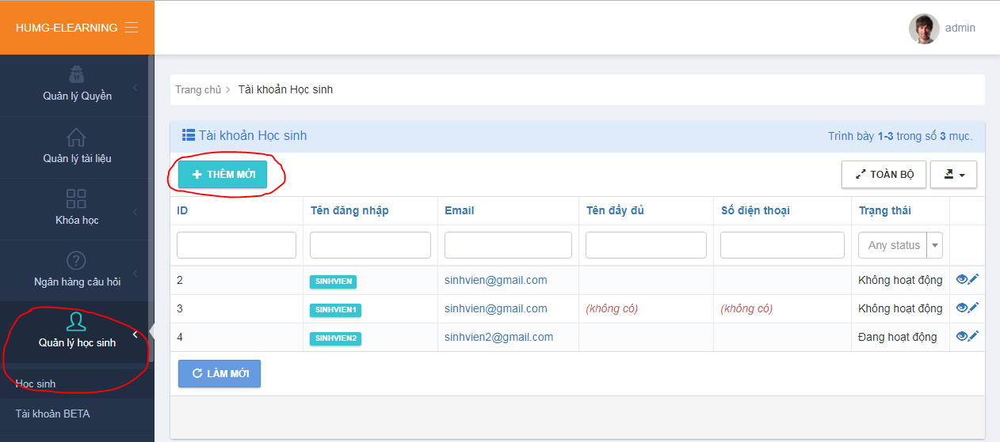 HUMG-ELEARNING
admin
Quản lý Quyền
Quản lý tài liệu
Khóa học
Ngân hàng câu hỏi
Quản lý học sinh
Học sinh
Tài khoản BETA
Trang chủ > Tài khoản Học sinh
Tài khoản Học sinh
Trình bày 1-3 trong số 3 mục.
THÊM MỚI
TOÀN BỘ
ID Tên đăng nhập Email Tên đầy đủ Số điện thoại Trạng thái
Any status
2 SINHVIEN sinhvien@gmail.com Không hoạt động
3 SINHVIEN1 sinhvien@gmail.com (không có) (không có) Không hoạt động
4 SINHVIEN2 sinhvien2@gmail.com Đang hoạt động
LÀM MỚI